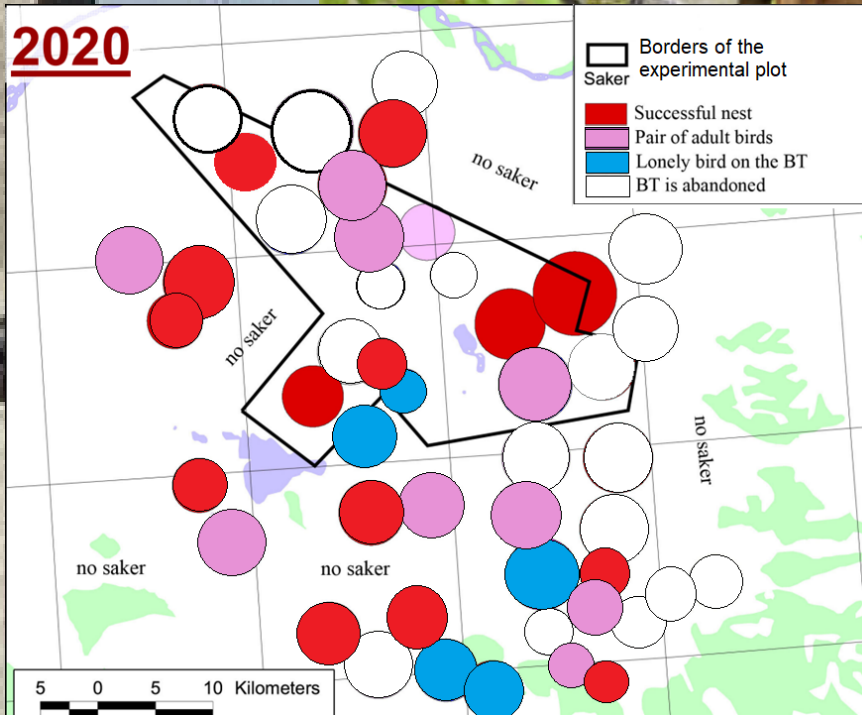 2020
Borders of the
experimental plot
Saker
Successful nest
Pair of adult birds
Lonely bird on the BT
BT is abandoned
no saker
no saker
no saker
no saker
no saker
5 0 5 10 Kilometers